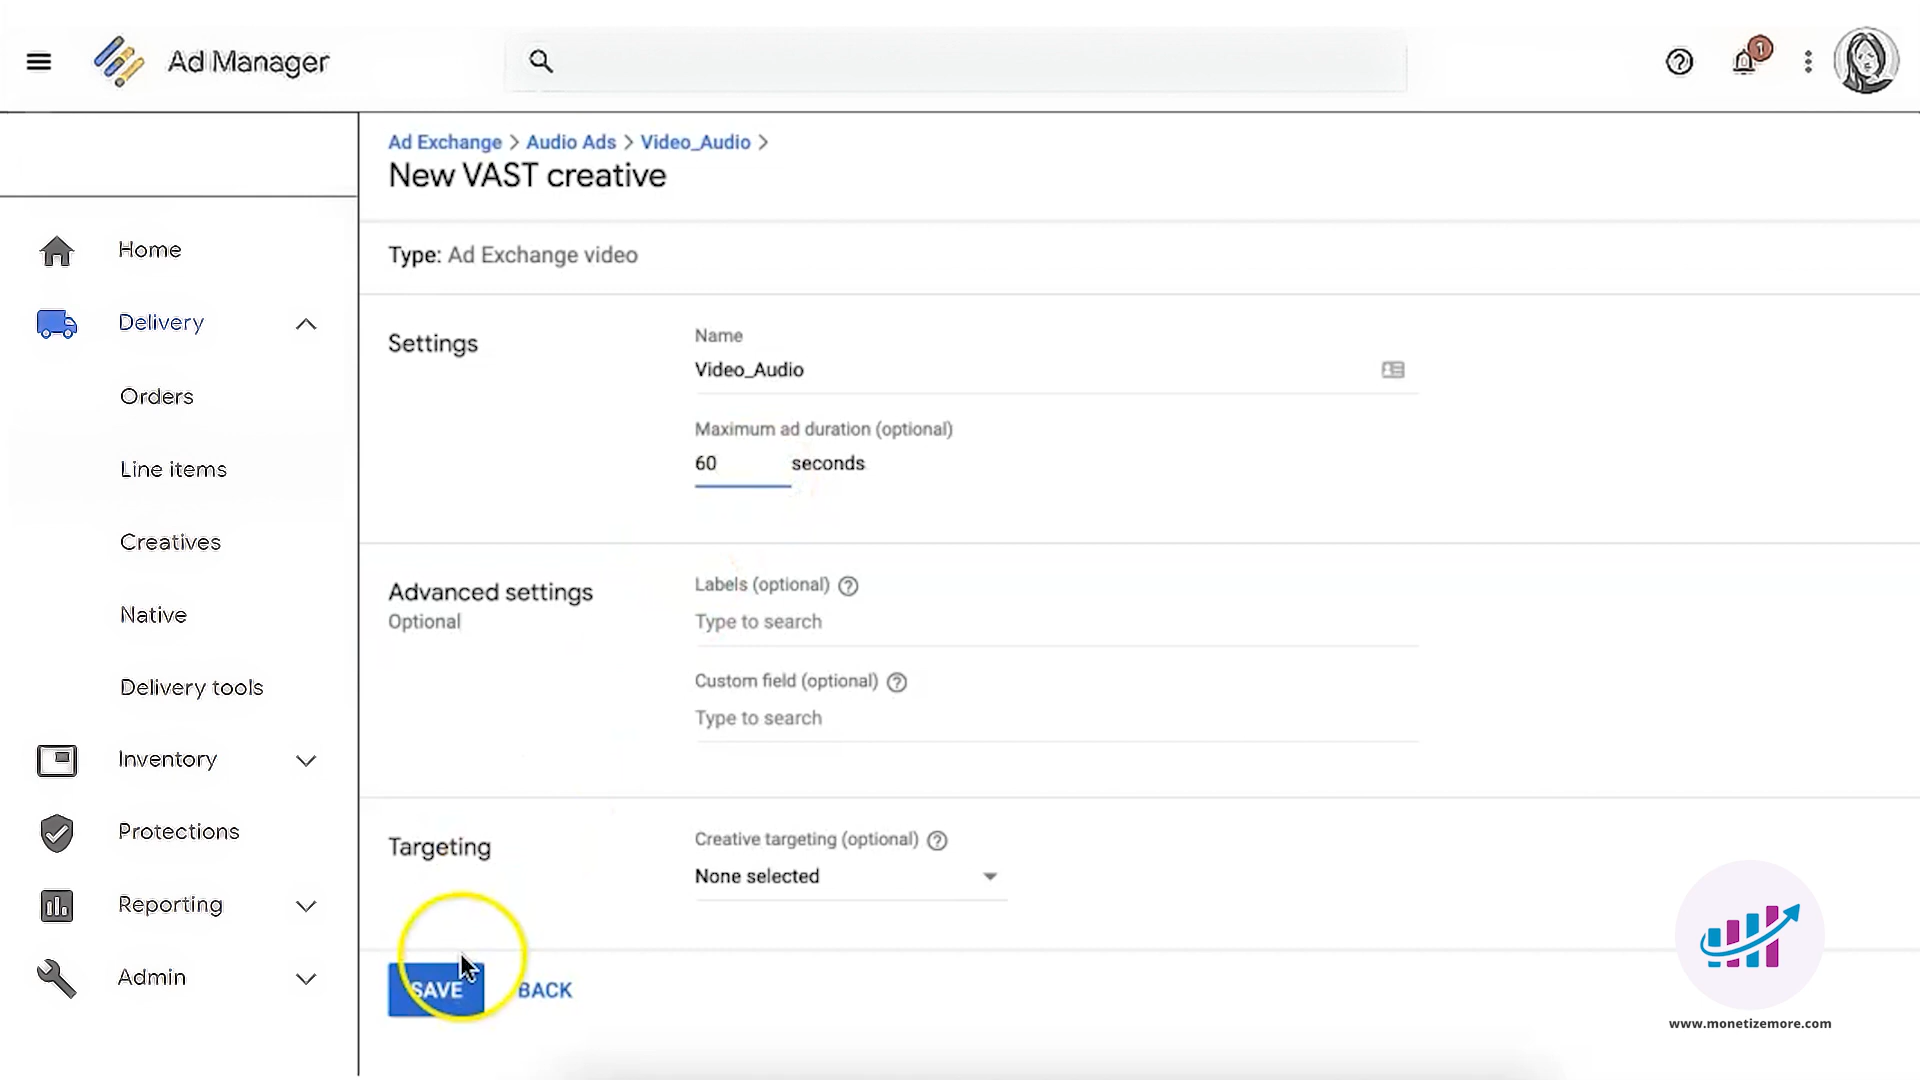 Ad Manager
1
Ad Exchange > Audio Ads > Video_Audio >
New VAST creative
Type: Ad Exchange video
Home
Delivery
Orders
Line items
Creatives
Native
Delivery tools
Inventory
Protections
Reporting
Admin
Settings
Name
Video_Audio
Maximum ad duration (optional)
60 seconds
Advanced settings
Optional
Labels (optional) ?
Type to search
Custom field (optional) ?
Type to search
Targeting
Creative targeting (optional) ?
None selected
SAVE BACK
www.monetizemore.com